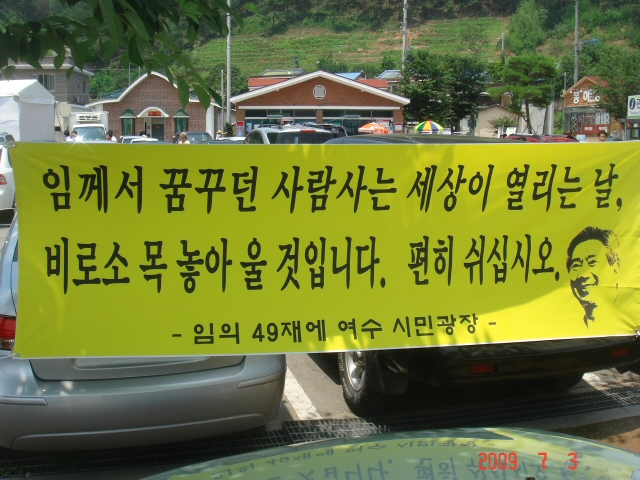 임께서 꿈꾸던 사람사는 세상이 열리는 날,
비로소 목 놓아 울 것입니다. 편히 쉬십시오.
- 임의 49재에 여수 시민광장 -
2009 7 3